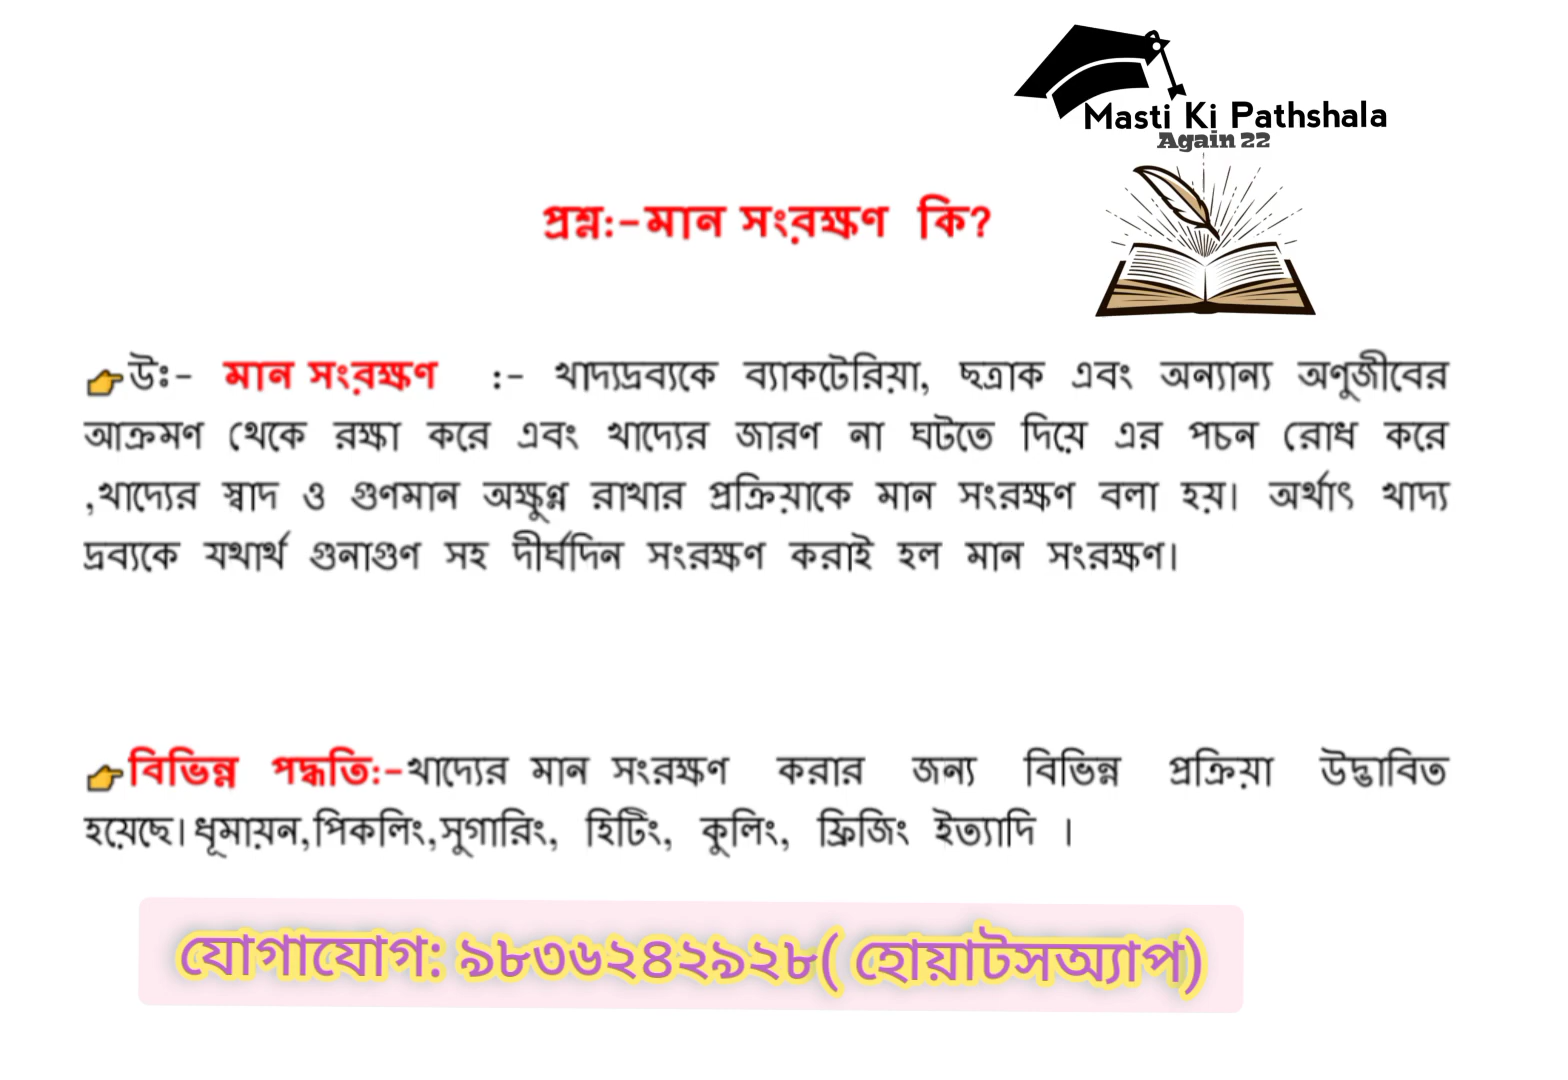 Masti Ki Pathshala
Again 22
প্রশ্ন:-মান সংরক্ষণ কি?
👉উঃ- মান সংরক্ষণ :- খাদ্যদ্রব্যকে ব্যাকটেরিয়া, ছত্রাক এবং অন্যান্য অণুজীবের
আক্রমণ থেকে রক্ষা করে এবং খাদ্যের জারণ না ঘটতে দিয়ে এর পচন রোধ করে
,খাদ্যের স্বাদ ও গুণমান অক্ষুণ্ণ রাখার প্রক্রিয়াকে মান সংরক্ষণ বলা হয়। অর্থাৎ খাদ্য
দ্রব্যকে যথার্থ গুনাগুণ সহ দীর্ঘদিন সংরক্ষণ করাই হল মান সংরক্ষণ।
👉বিভিন্ন পদ্ধতি:-খাদ্যের মান সংরক্ষণ করার জন্য বিভিন্ন প্রক্রিয়া উদ্ভাবিত
হয়েছে। ধূমায়ন,পিকলিং,সুগারিং, হিটিং, কুলিং, ফ্রিজিং ইত্যাদি ।
যোগাযোগ: ৯৮৩৬২৪২৯২৮( হোয়াটসঅ্যাপ)